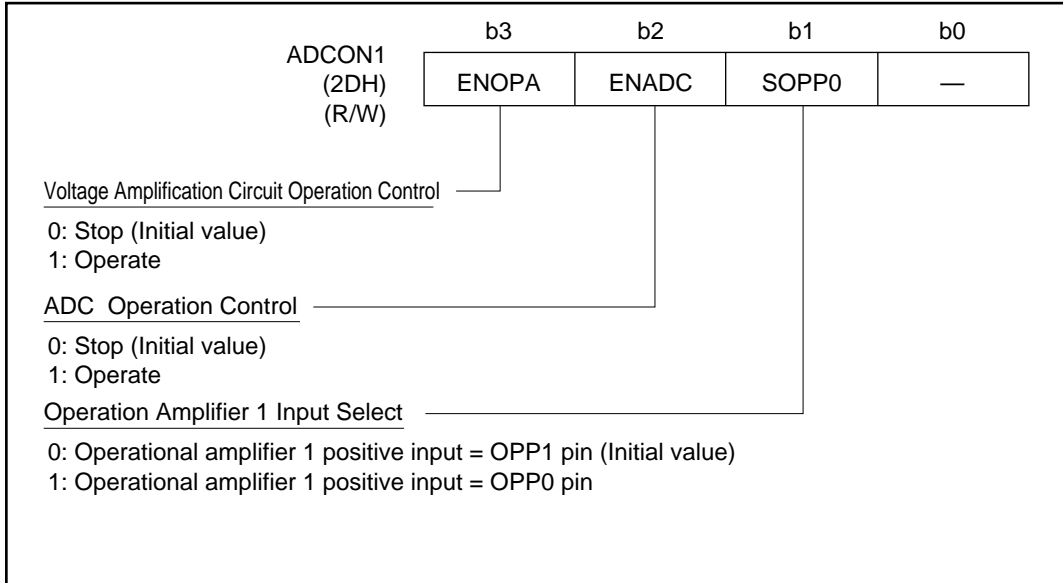 b3 b2 b1 b0
ADCON1
(2DH)
(R/W)
ENOPA ENADC SOPP0 —
Voltage Amplification Circuit Operation Control
0: Stop (Initial value)
1: Operate
ADC Operation Control
0: Stop (Initial value)
1: Operate
Operation Amplifier 1 Input Select
0: Operational amplifier 1 positive input = OPP1 pin (Initial value)
1: Operational amplifier 1 positive input = OPP0 pin